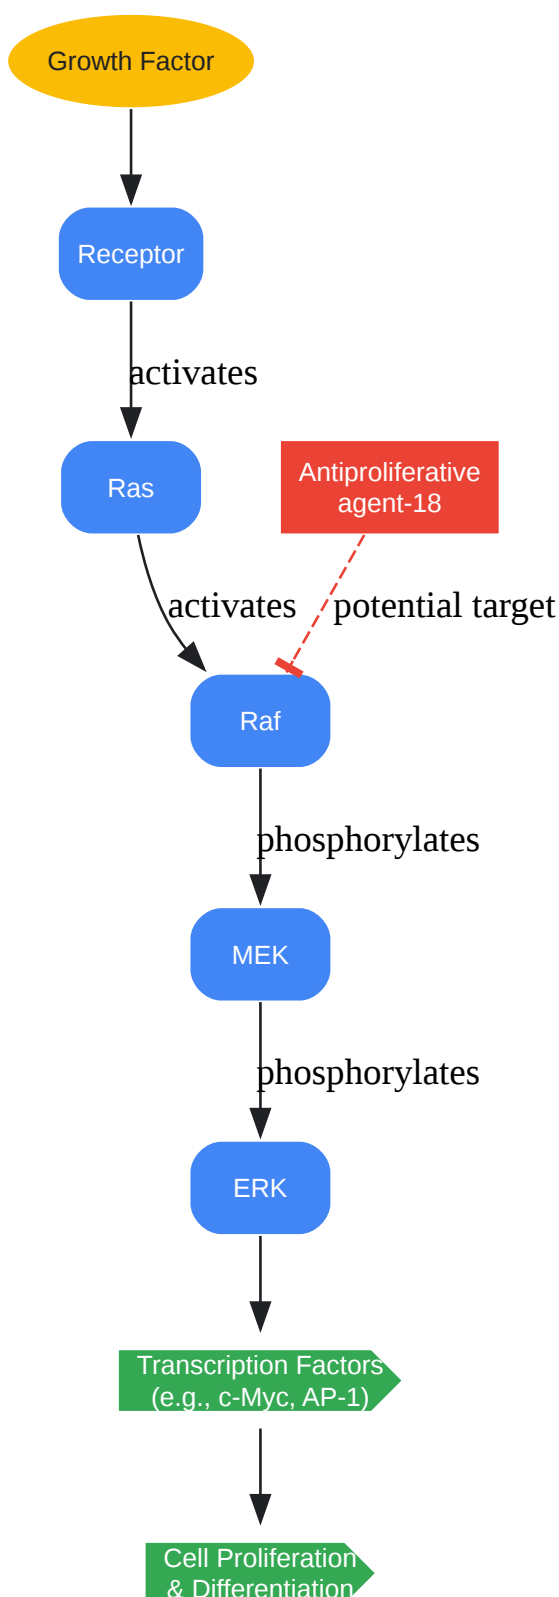 Growth Factor
Receptor
activates
Ras
Antiproliferative
agent-18
activates
potential target
Raf
phosphorylates
MEK
phosphorylates
ERK
Transcription Factors
(e.g., c-Myc, AP-1)
Cell Proliferation
& Differentiation